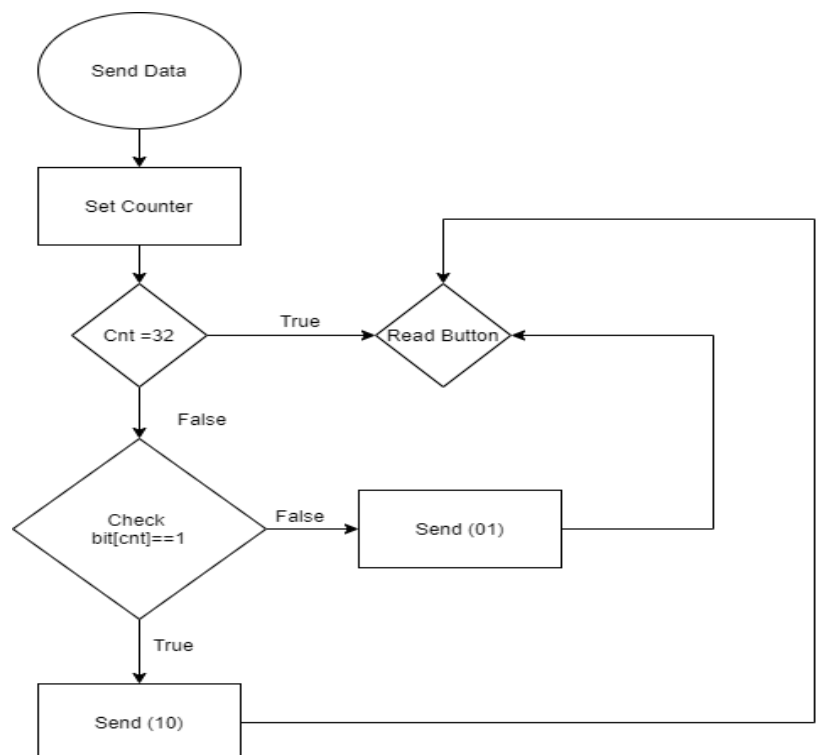 Send Data
Set Counter
Cnt =32
True
Read Button
False
Check
bit[cnt]==1
False
Send (01)
True
Send (10)